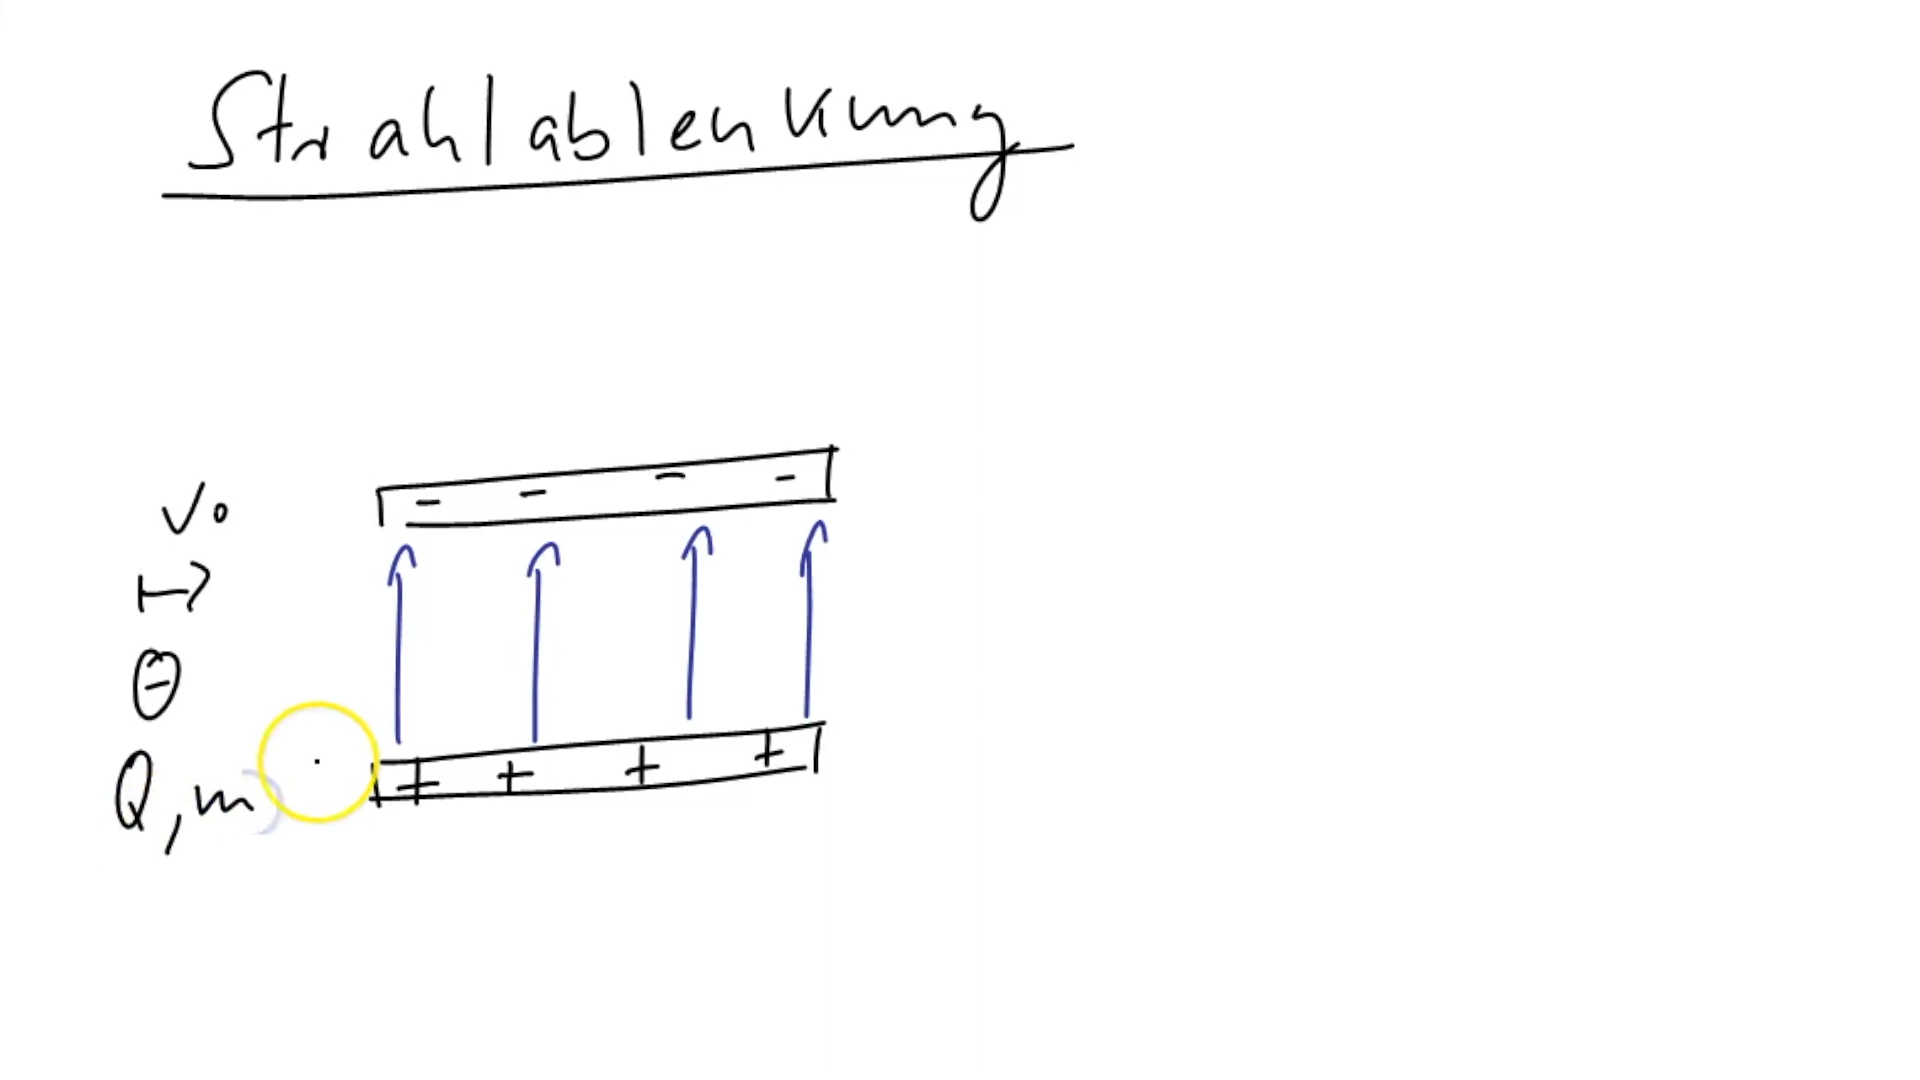 Strahlablenkung
v₀
- - - -
⊖
Q, m
+ + + +